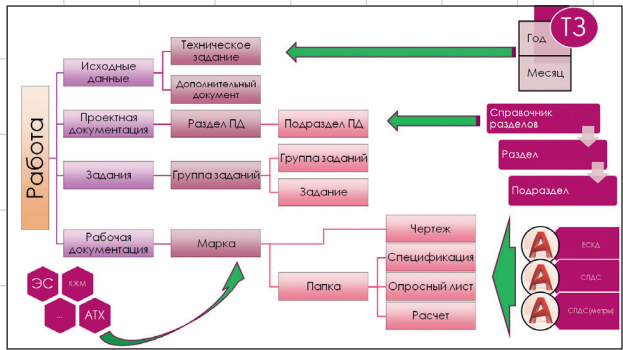 Работа
Исходные
данные
Техническое
задание
Дополнительный
документ
Проектная
документация
Раздел ПД
Подраздел ПД
Задания
Группа заданий
Группа заданий
Задание
Рабочая
документация
Марка
Чертеж
Папка
Спецификация
Опросный лист
Расчет
Год
ТЗ
Месяц
Справочник
разделов
Раздел
Подраздел
А
ЕСКД
А
СПДС
А
СПДС(метры)
ЭС
КЖМ
...
АТХ